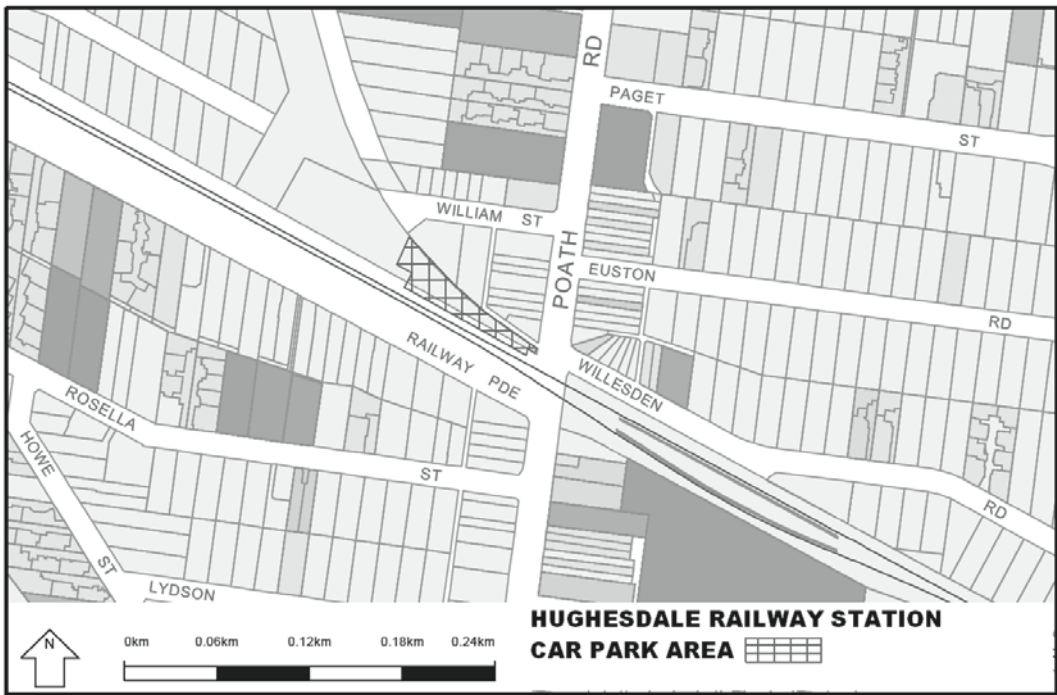 RD
PAGET
ST
WILLIAM ST
POATH
EUSTON
RD
RAILWAY PDE
WILLESDEN
RD
ROSELLA
ST
HOWE
ST
LYDSON
N
0km 0.06km 0.12km 0.18km 0.24km
HUGHESDALE RAILWAY STATION
CAR PARK AREA